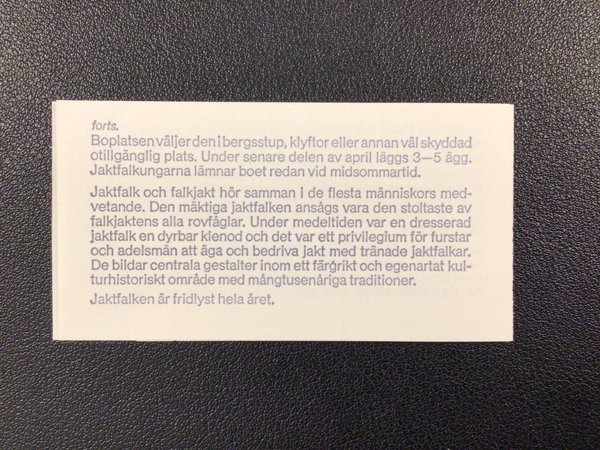 forts.
Boplatsen väljer den i bergsstup, klyftor eller annan väl skyddad
otillgänglig plats. Under senare delen av april läggs 3—5 ägg.
Jaktfalkungarna lämnar boet redan vid midsommartid.
Jaktfalk och falkjakt hör samman i de flesta människors med-
vetande. Den mäktiga jaktfalken ansågs vara den stoltaste av
falkjaktens alla rovfåglar. Under medeltiden var en dresserad
jaktfalk en dyrbar klenod och det var ett privilegium för furstar
och adelsmän att äga och bedriva jakt med tränade jaktfalkar.
De bildar centrala gestalter inom ett färgrikt och egenartat kul-
turhistoriskt område med mångtusenåriga traditioner.
Jaktfalken är fridlyst hela året.